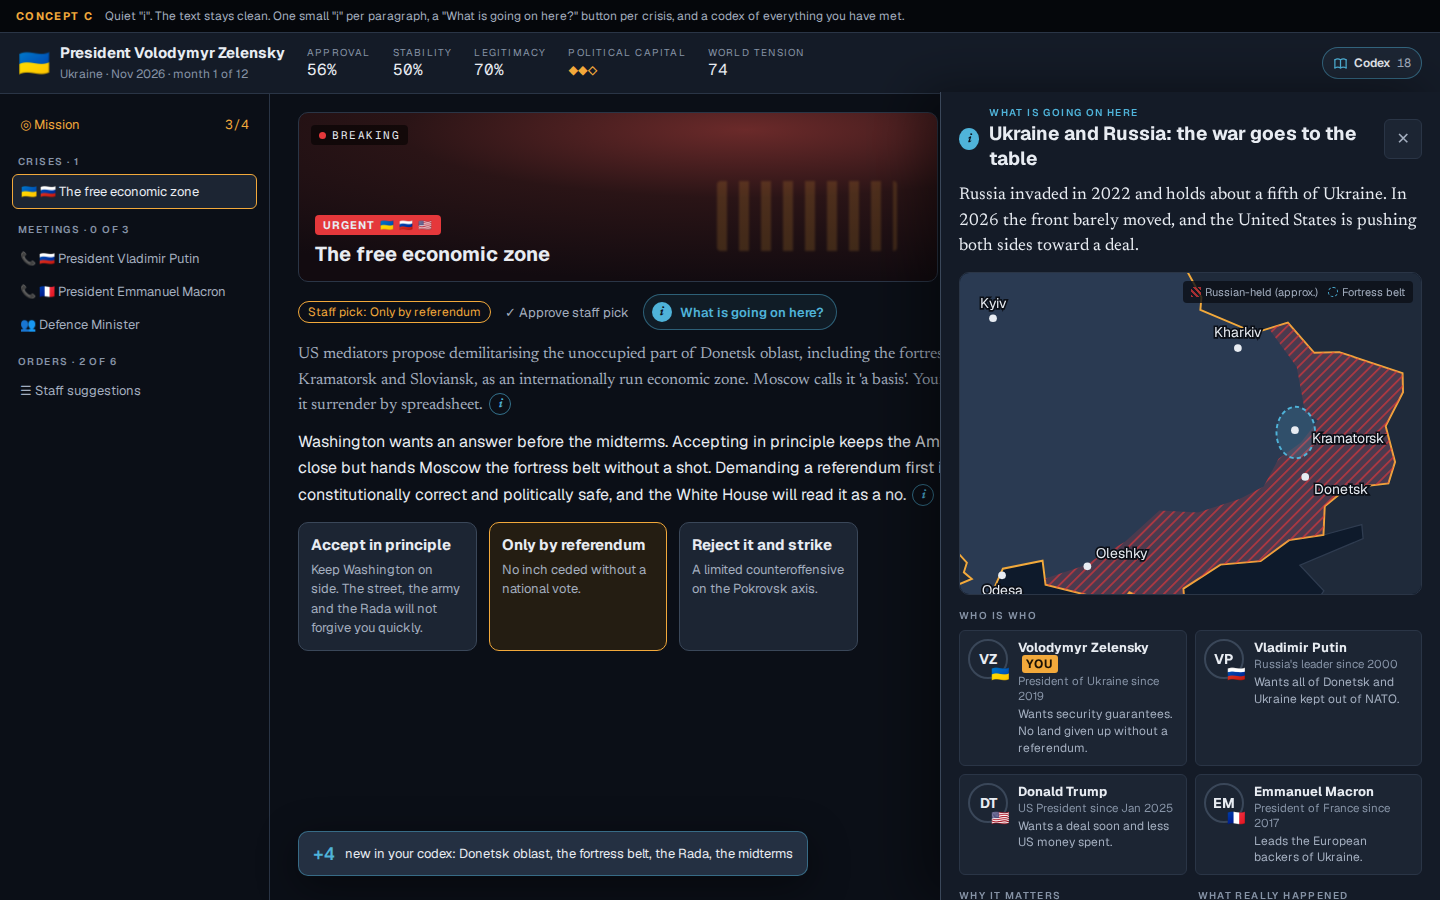 CONCEPT C Quiet "i". The text stays clean. One small "i" per paragraph, a "What is going on here?" button per crisis, and a codex of everything you have met.
President Volodymyr Zelensky
Ukraine · Nov 2026 · month 1 of 12
APPROVAL
56%
STABILITY
50%
LEGITIMACY
70%
POLITICAL CAPITAL
WORLD TENSION
74
Codex 18
Mission 3/4
CRISES · 1
The free economic zone
MEETINGS · 0 OF 3
President Vladimir Putin
President Emmanuel Macron
Defence Minister
ORDERS · 2 OF 6
Staff suggestions
BREAKING
URGENT
The free economic zone
Staff pick: Only by referendum
✓ Approve staff pick
i What is going on here?
US mediators propose demilitarising the unoccupied part of Donetsk oblast, including the fortres
Kramatorsk and Sloviansk, as an internationally run economic zone. Moscow calls it 'a basis'. You
it surrender by spreadsheet. i
Washington wants an answer before the midterms. Accepting in principle keeps the Am
close but hands Moscow the fortress belt without a shot. Demanding a referendum first i
constitutionally correct and politically safe, and the White House will read it as a no. i
Accept in principle
Keep Washington on
side. The street, the army
and the Rada will not
forgive you quickly.
Only by referendum
No inch ceded without a
national vote.
Reject it and strike
A limited counteroffensive
on the Pokrovsk axis.
+4 new in your codex: Donetsk oblast, the fortress belt, the Rada, the midterms
WHAT IS GOING ON HERE
i Ukraine and Russia: the war goes to the
table
×
Russia invaded in 2022 and holds about a fifth of Ukraine. In
2026 the front barely moved, and the United States is pushing
both sides toward a deal.
Russian-held (approx.) Fortress belt
Kyiv
Kharkiv
Kramatorsk
Donetsk
Oleshky
Odesa
WHO IS WHO
VZ
Volodymyr Zelensky
YOU
President of Ukraine since
2019
Wants security guarantees.
No land given up without a
referendum.
VP
Vladimir Putin
Russia's leader since 2000
Wants all of Donetsk and
Ukraine kept out of NATO.
DT
Donald Trump
US President since Jan 2025
Wants a deal soon and less
US money spent.
EM
Emmanuel Macron
President of France since
2017
Leads the European
backers of Ukraine.
WHY IT MATTERS
WHAT REALLY HAPPENED